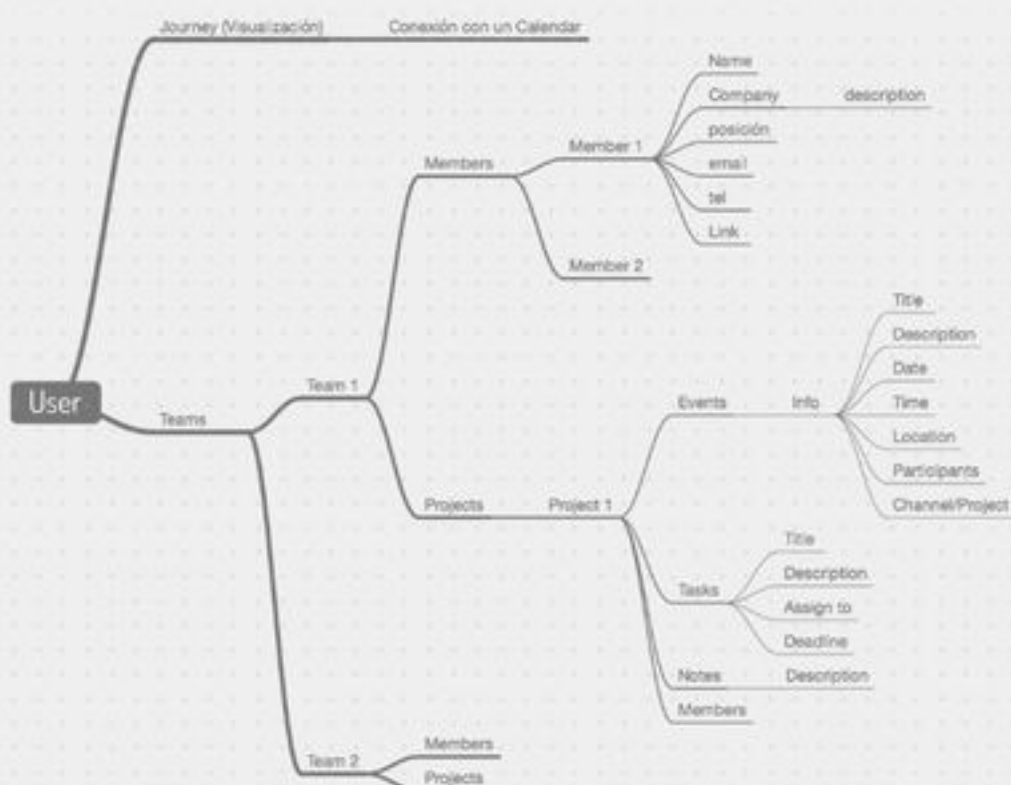 Journey (Visualización)
Conexión con un Calendar
Name
Company
description
posición
email
tel
Link
Member 1
Members
Member 2
Title
Description
Date
Time
Location
Participants
Channel/Project
Events
Info
User
Teams
Team 1
Projects
Project 1
Title
Description
Assign to
Deadline
Tasks
Notes
Description
Members
Team 2
Members
Projects